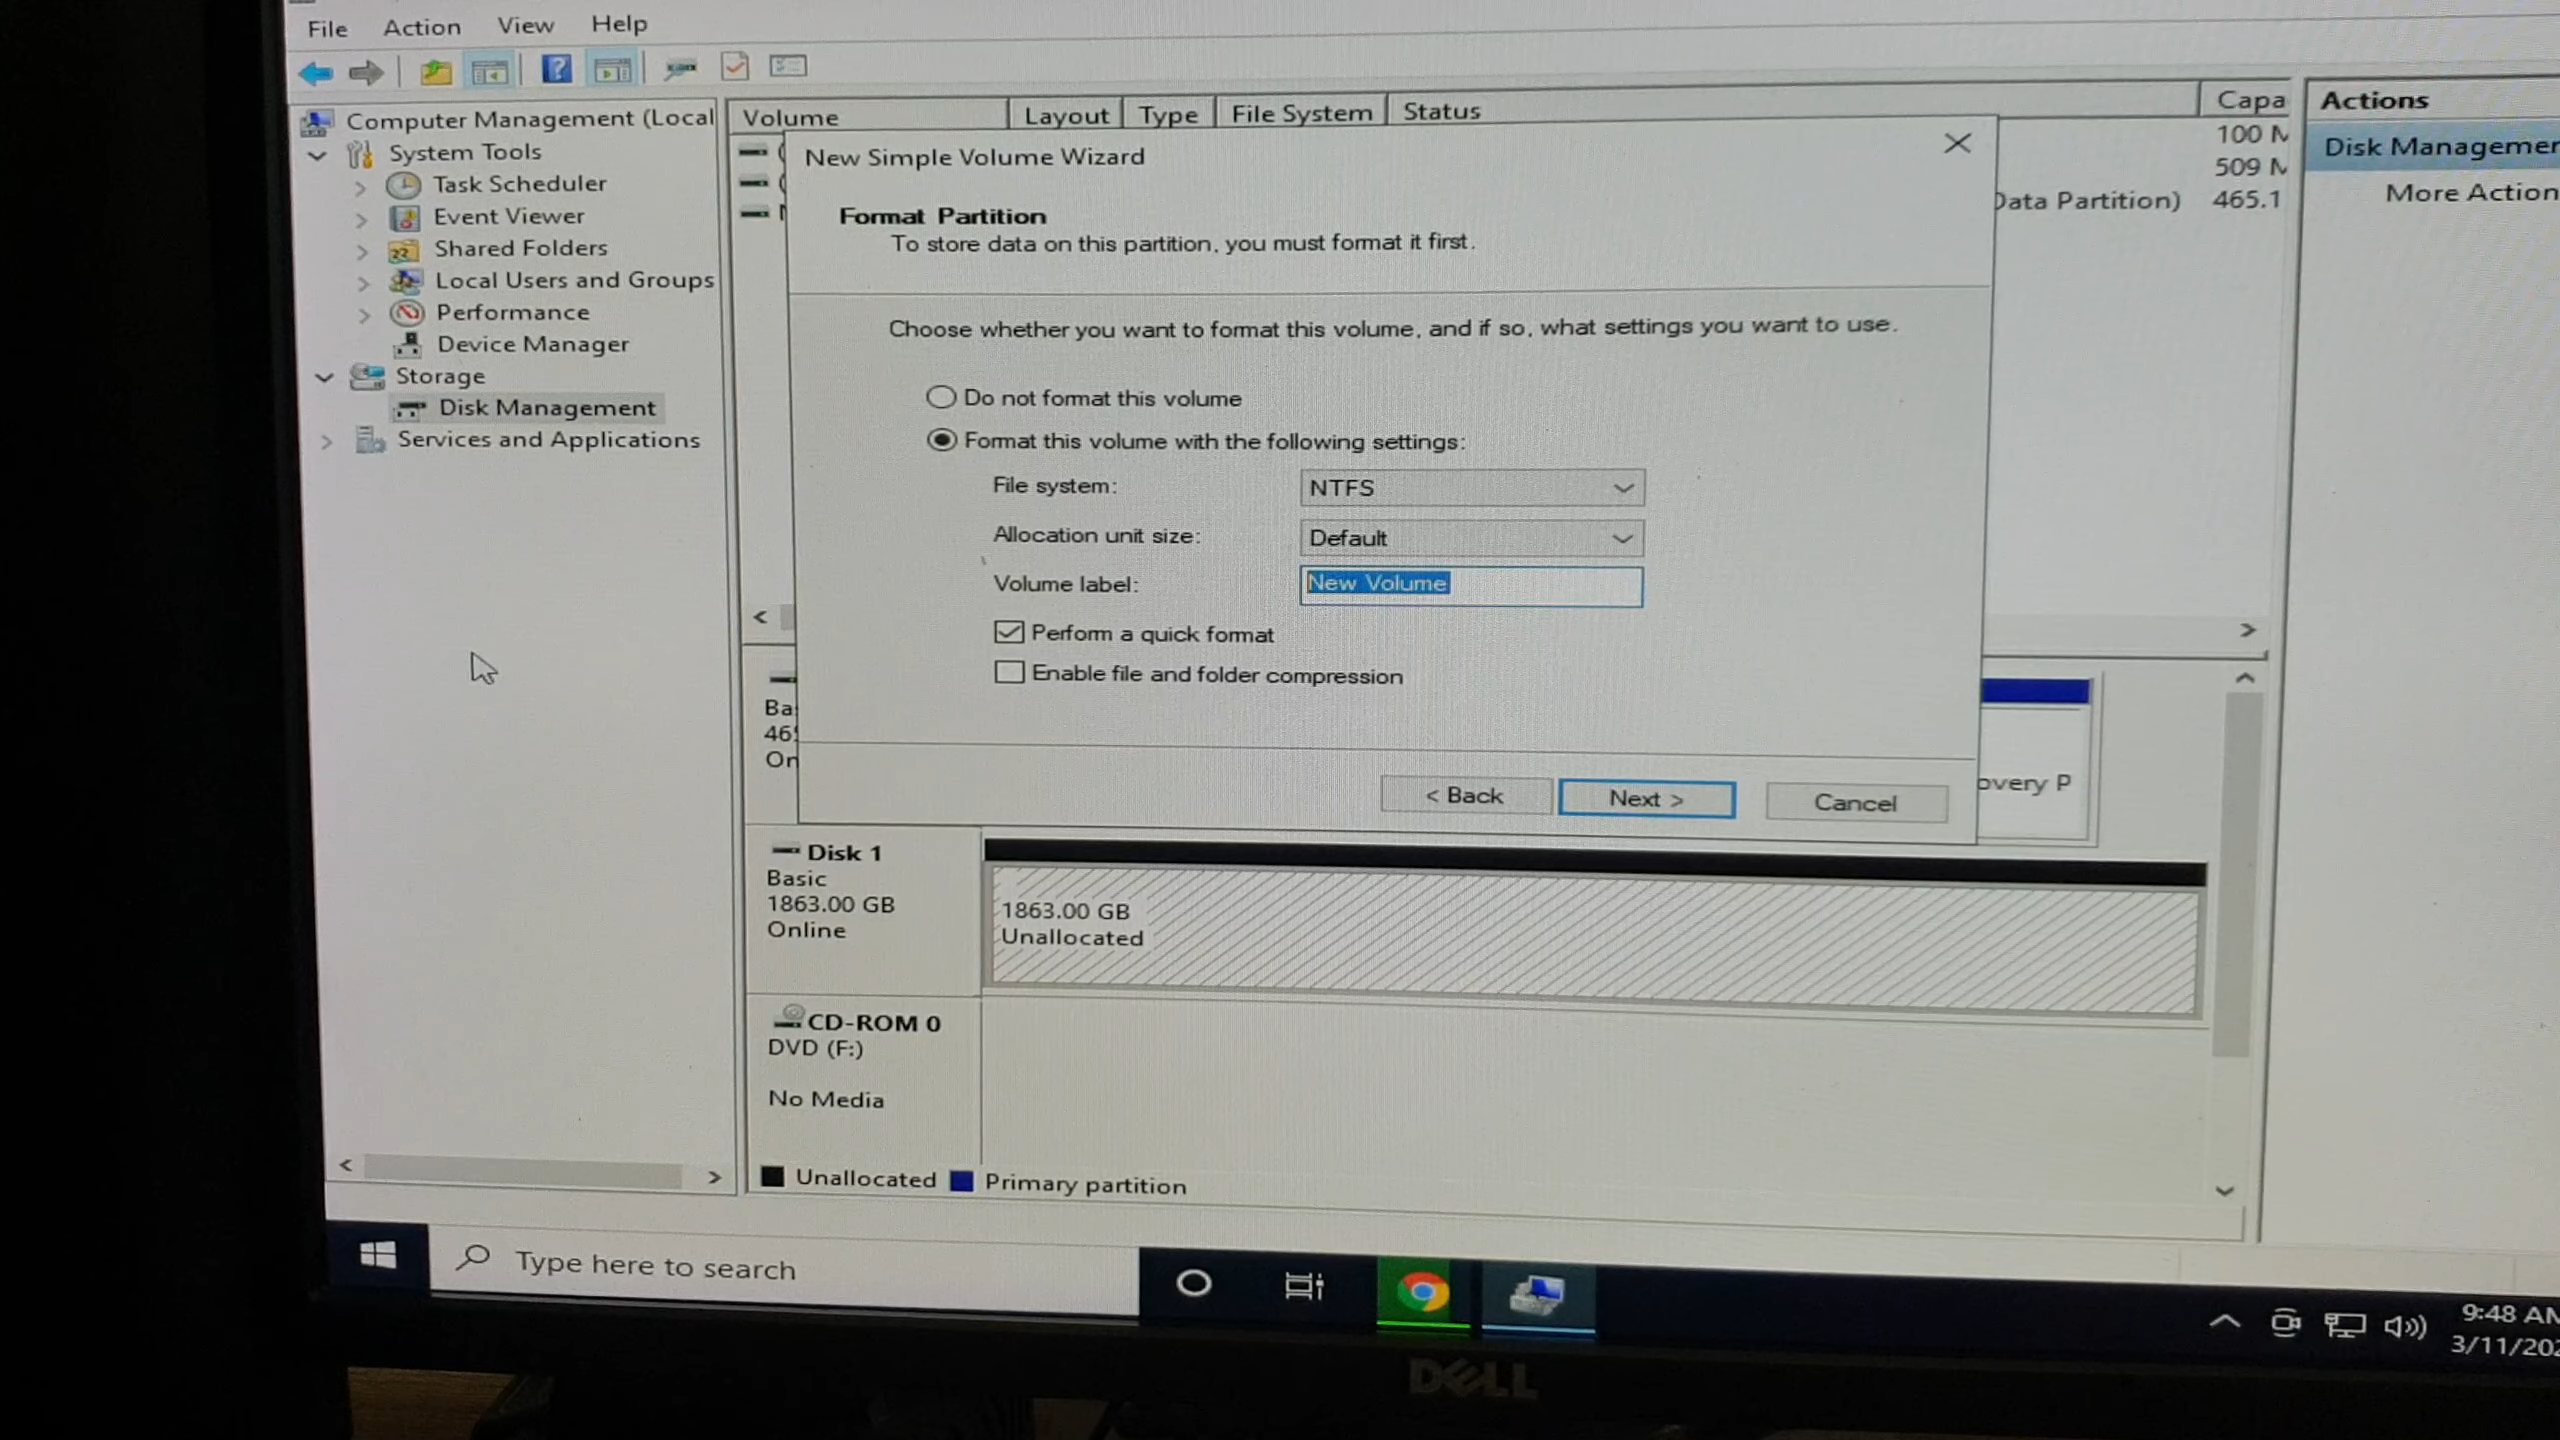 File Action View Help
Computer Management (Local
System Tools
Task Scheduler
Event Viewer
Shared Folders
Local Users and Groups
Performance
Device Manager
Storage
Disk Management
Services and Applications
Volume Layout Type File System Status Capa
100 M
509 M
Data Partition) 465.1
Actions
Disk Managemen
More Action
New Simple Volume Wizard
Format Partition
To store data on this partition, you must format it first.
Choose whether you want to format this volume, and if so, what settings you want to use.
Do not format this volume
Format this volume with the following settings:
File system: NTFS
Allocation unit size: Default
Volume label: New Volume
Perform a quick format
Enable file and folder compression
< Back Next > Cancel
Ba
465
On
overy P
Disk 1
Basic
1863.00 GB
Online
1863.00 GB
Unallocated
CD-ROM 0
DVD (F:)
No Media
Unallocated Primary partition
Type here to search
9:48 AM
3/11/202
DELL